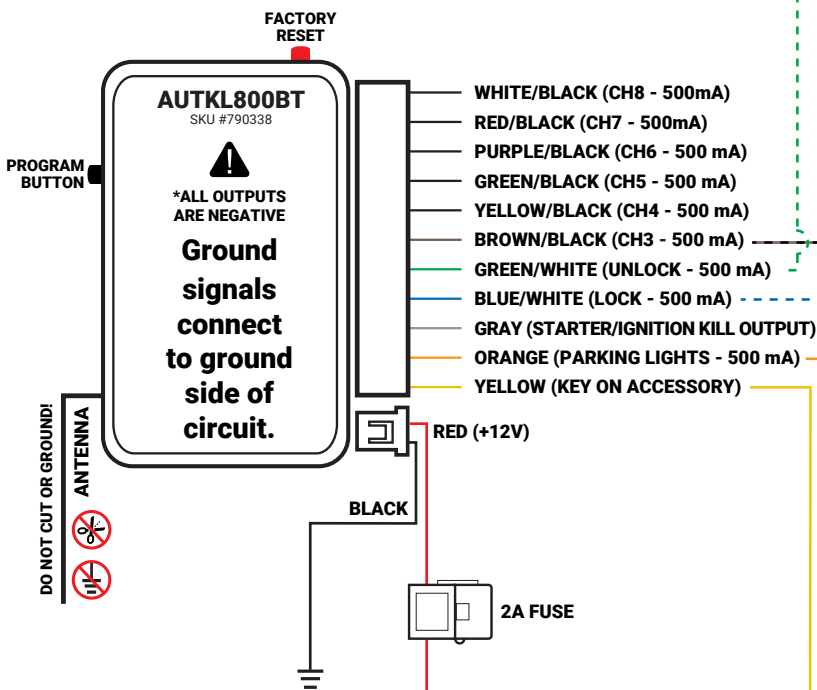 FACTORY
RESET
AUTKL800BT
SKU #790338
PROGRAM
BUTTON
*ALL OUTPUTS
ARE NEGATIVE
Ground
signals
connect
to ground
side of
circuit.
DO NOT CUT OR GROUND!
ANTENNA
WHITE/BLACK (CH8 - 500mA)
RED/BLACK (CH7 - 500mA)
PURPLE/BLACK (CH6 - 500 mA)
GREEN/BLACK (CH5 - 500 mA)
YELLOW/BLACK (CH4 - 500 mA)
BROWN/BLACK (CH3 - 500 mA)
GREEN/WHITE (UNLOCK - 500 mA)
BLUE/WHITE (LOCK - 500 mA)
GRAY (STARTER/IGNITION KILL OUTPUT)
ORANGE (PARKING LIGHTS - 500 mA)
YELLOW (KEY ON ACCESSORY)
RED (+12V)
BLACK
2A FUSE